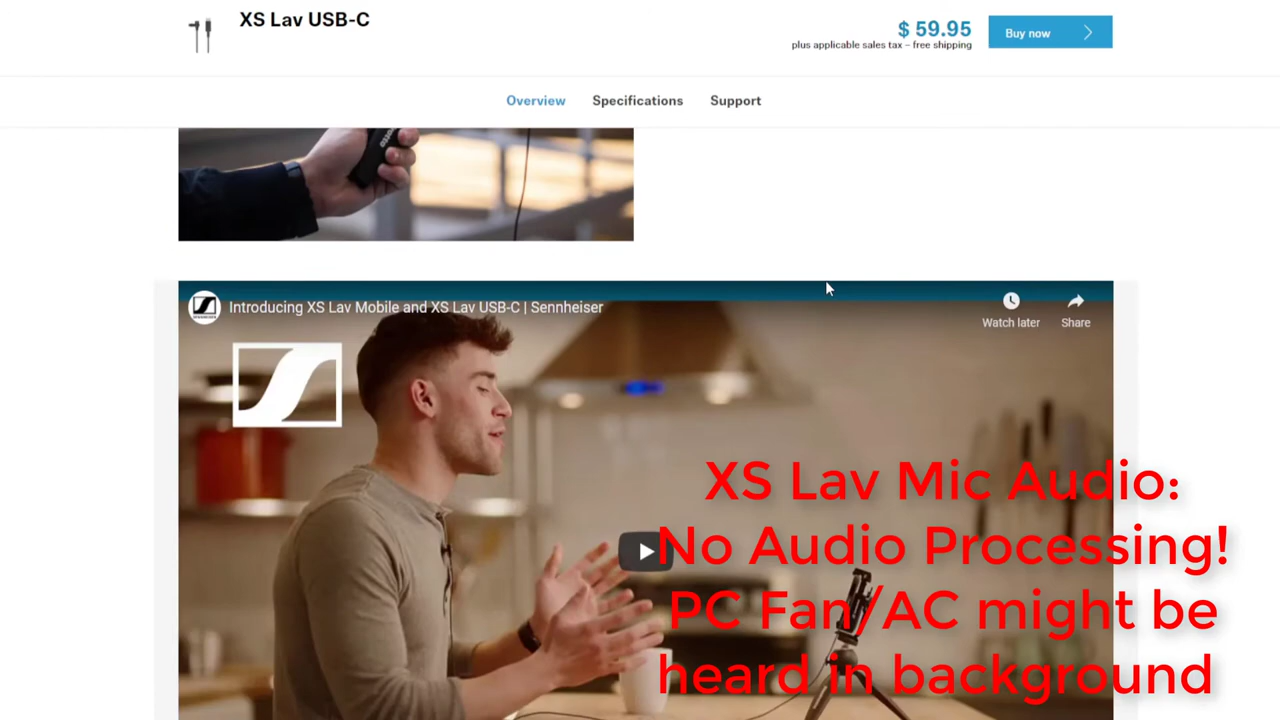 XS Lav USB-C
$ 59.95
plus applicable sales tax – free shipping
Buy now
Overview Specifications Support
Introducing XS Lav Mobile and XS Lav USB-C | Sennheiser
Watch later
Share
XS Lav Mic Audio:
No Audio Processing!
PC Fan/AC might be
heard in background